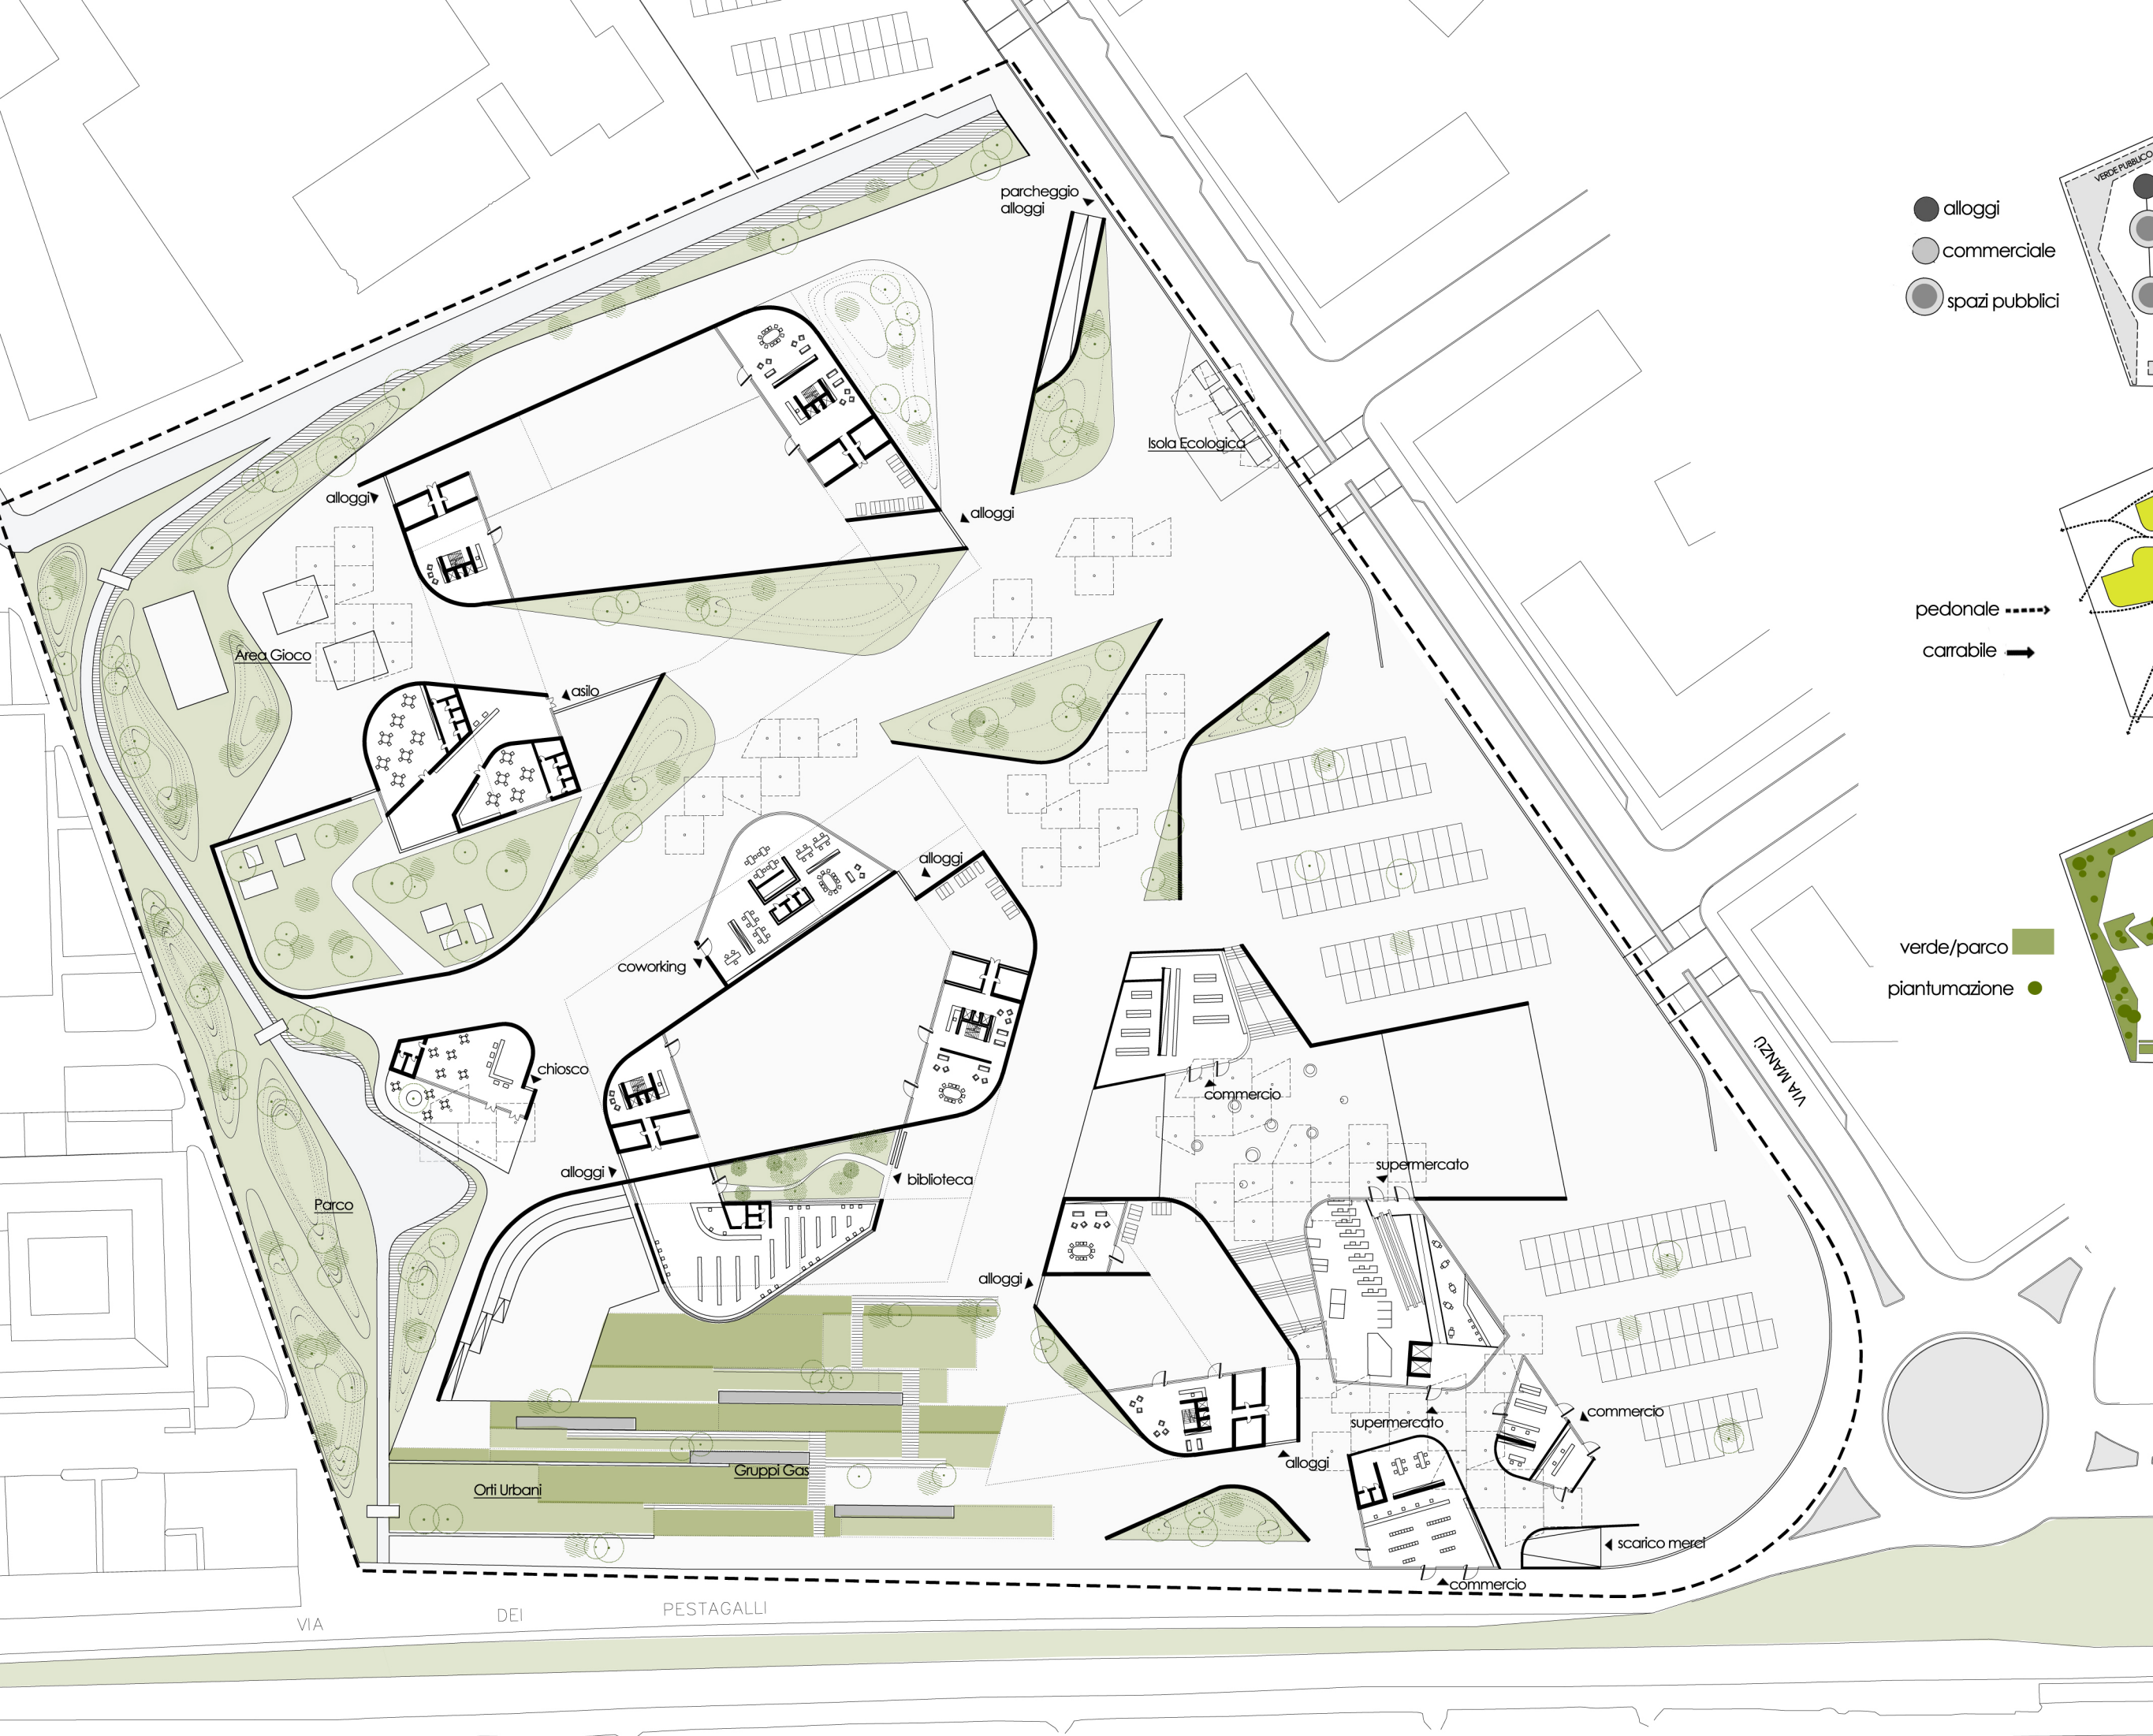 VERDE PUBBLICO
parcheggio
alloggi
alloggi
commerciale
spazi pubblici
Isola Ecologica
alloggi
alloggi
pedonale
carrabile
Area Gioco
asilo
alloggi
verde/parco
coworking
piantumazione
chiosco
VIA MANZÙ
commercio
supermercato
alloggi
biblioteca
Parco
alloggi
commercio
supermercato
alloggi
Gruppi Gas
Orti Urbani
scarico merci
commercio
VIA DEI PESTAGALLI